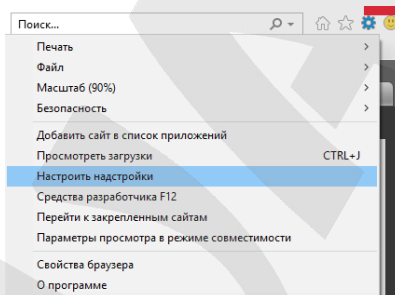 Поиск...
Печать
Файл
Масштаб (90%)
Безопасность
Добавить сайт в список приложений
Просмотреть загрузки CTRL+J
Настроить надстройки
Средства разработчика F12
Перейти к закрепленным сайтам
Параметры просмотра в режиме совместимости
Свойства браузера
О программе